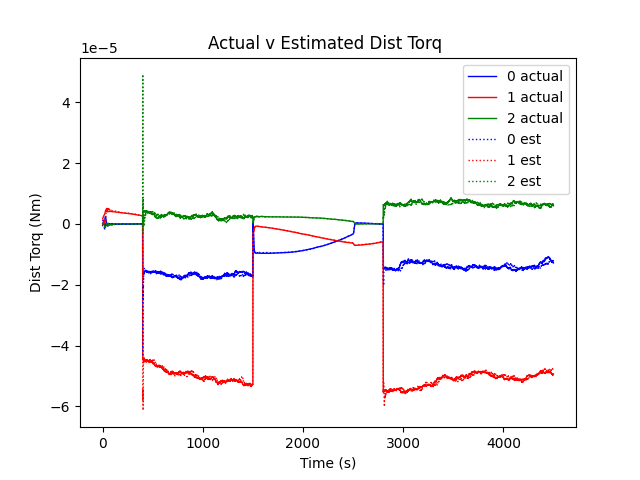 Actual v Estimated Dist Torq
1e−5
4
2
0
−2
−4
−6
Dist Torq (Nm)
0 actual
1 actual
2 actual
0 est
1 est
2 est
0
1000
2000
3000
4000
Time (s)